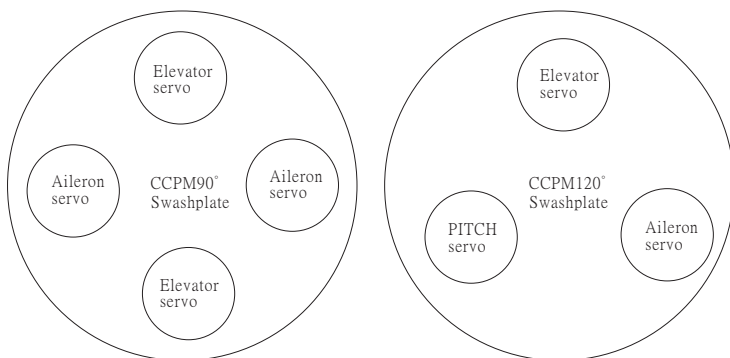 Elevator
servo
Aileron
servo
CCPM90°
Swashplate
Aileron
servo
Elevator
servo
Elevator
servo
CCPM120°
Swashplate
PITCH
servo
Aileron
servo